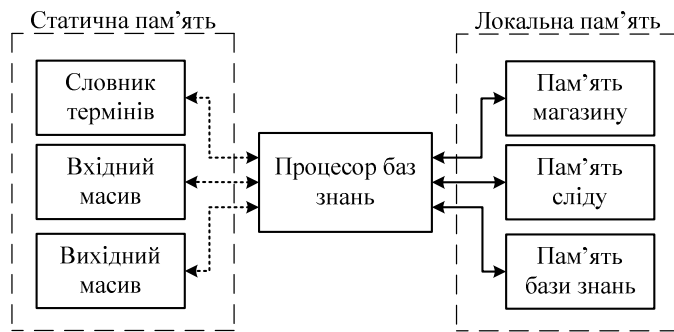 Статична пам’ять
Локальна пам’ять
Словник
термінів
Вхідний
масив
Вихідний
масив
Процесор баз
знань
Пам’ять
магазину
Пам’ять
сліду
Пам’ять
бази знань